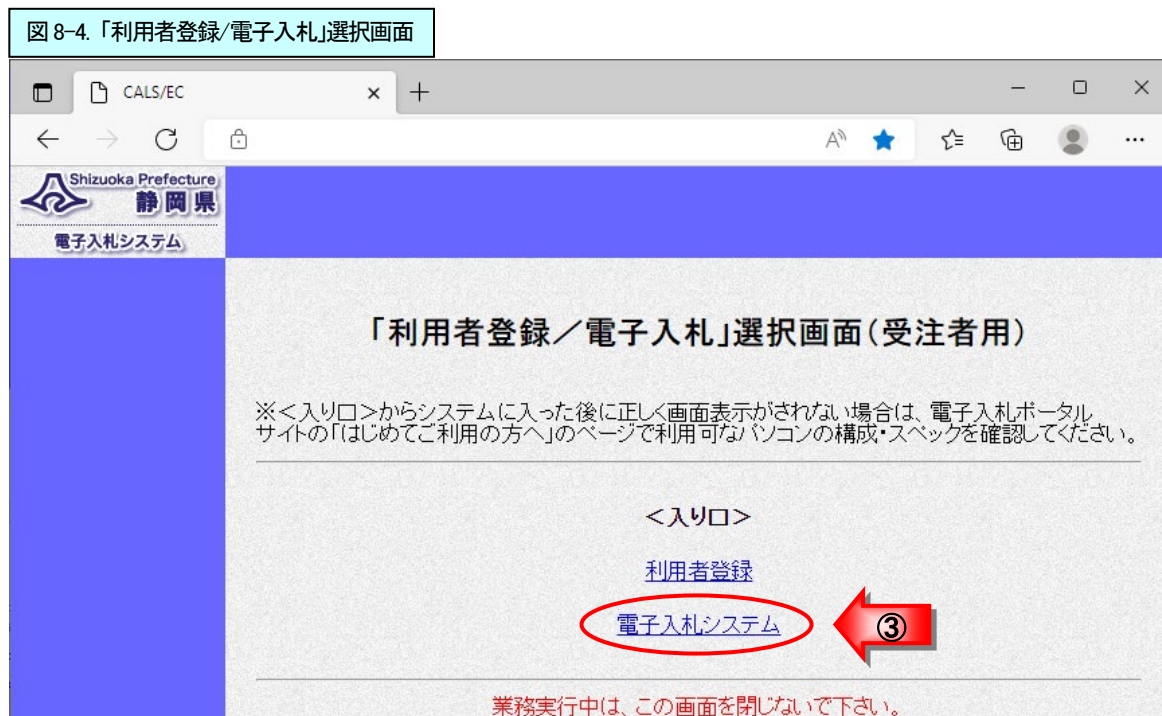 図 8-4.「利用者登録/電子入札」選択画面
CALS/EC
Shizuoka Prefecture
静岡県
電子入札システム
「利用者登録／電子入札」選択画面(受注者用)
※＜入り口＞からシステムに入った後に正しく画面表示がされない場合は、電子入札ポータル
サイトの「はじめてご利用の方へ」のページで利用可なパソコンの構成・スペックを確認してください。
＜入り口＞
利用者登録
電子入札システム
③
業務実行中は、この画面を閉じないで下さい。